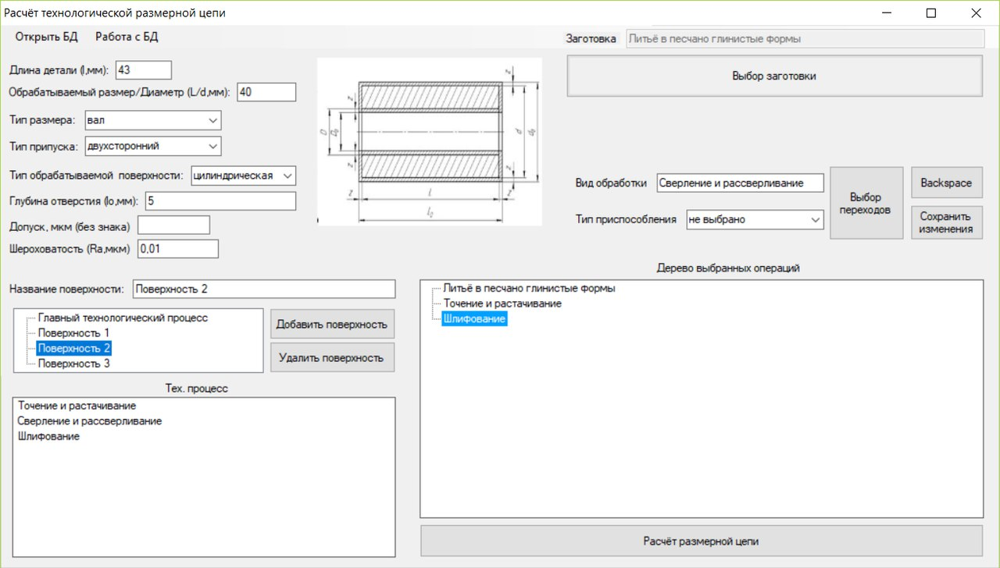 Расчёт технологической размерной цепи
Открыть БД Работа с БД
Заготовка Литьё в песчано глинистые формы
Выбор заготовки
Длина детали (l,мм): 43
Обрабатываемый размер/Диаметр (L/d,мм): 40
Тип размера: вал
Тип припуска: двухсторонний
Тип обрабатываемой поверхности: цилиндрическая
Глубина отверстия (lо,мм): 5
Допуск, мкм (без знака)
Шероховатость (Ra,мкм) 0,01
z
z
z
D
D₀
d
d₀
z
z
z
l
z
l₀
Вид обработки Сверление и рассверливание
Тип приспособления не выбрано
Выбор
переходов
Backspace
Сохранить
изменения
Название поверхности: Поверхность 2
Главный технологический процесс
Поверхность 1
Поверхность 2
Поверхность 3
Добавить поверхность
Удалить поверхность
Тех. процесс
Точение и растачивание
Сверление и рассверливание
Шлифование
Дерево выбранных операций
Литьё в песчано глинистые формы
Точение и растачивание
Шлифование
Расчёт размерной цепи